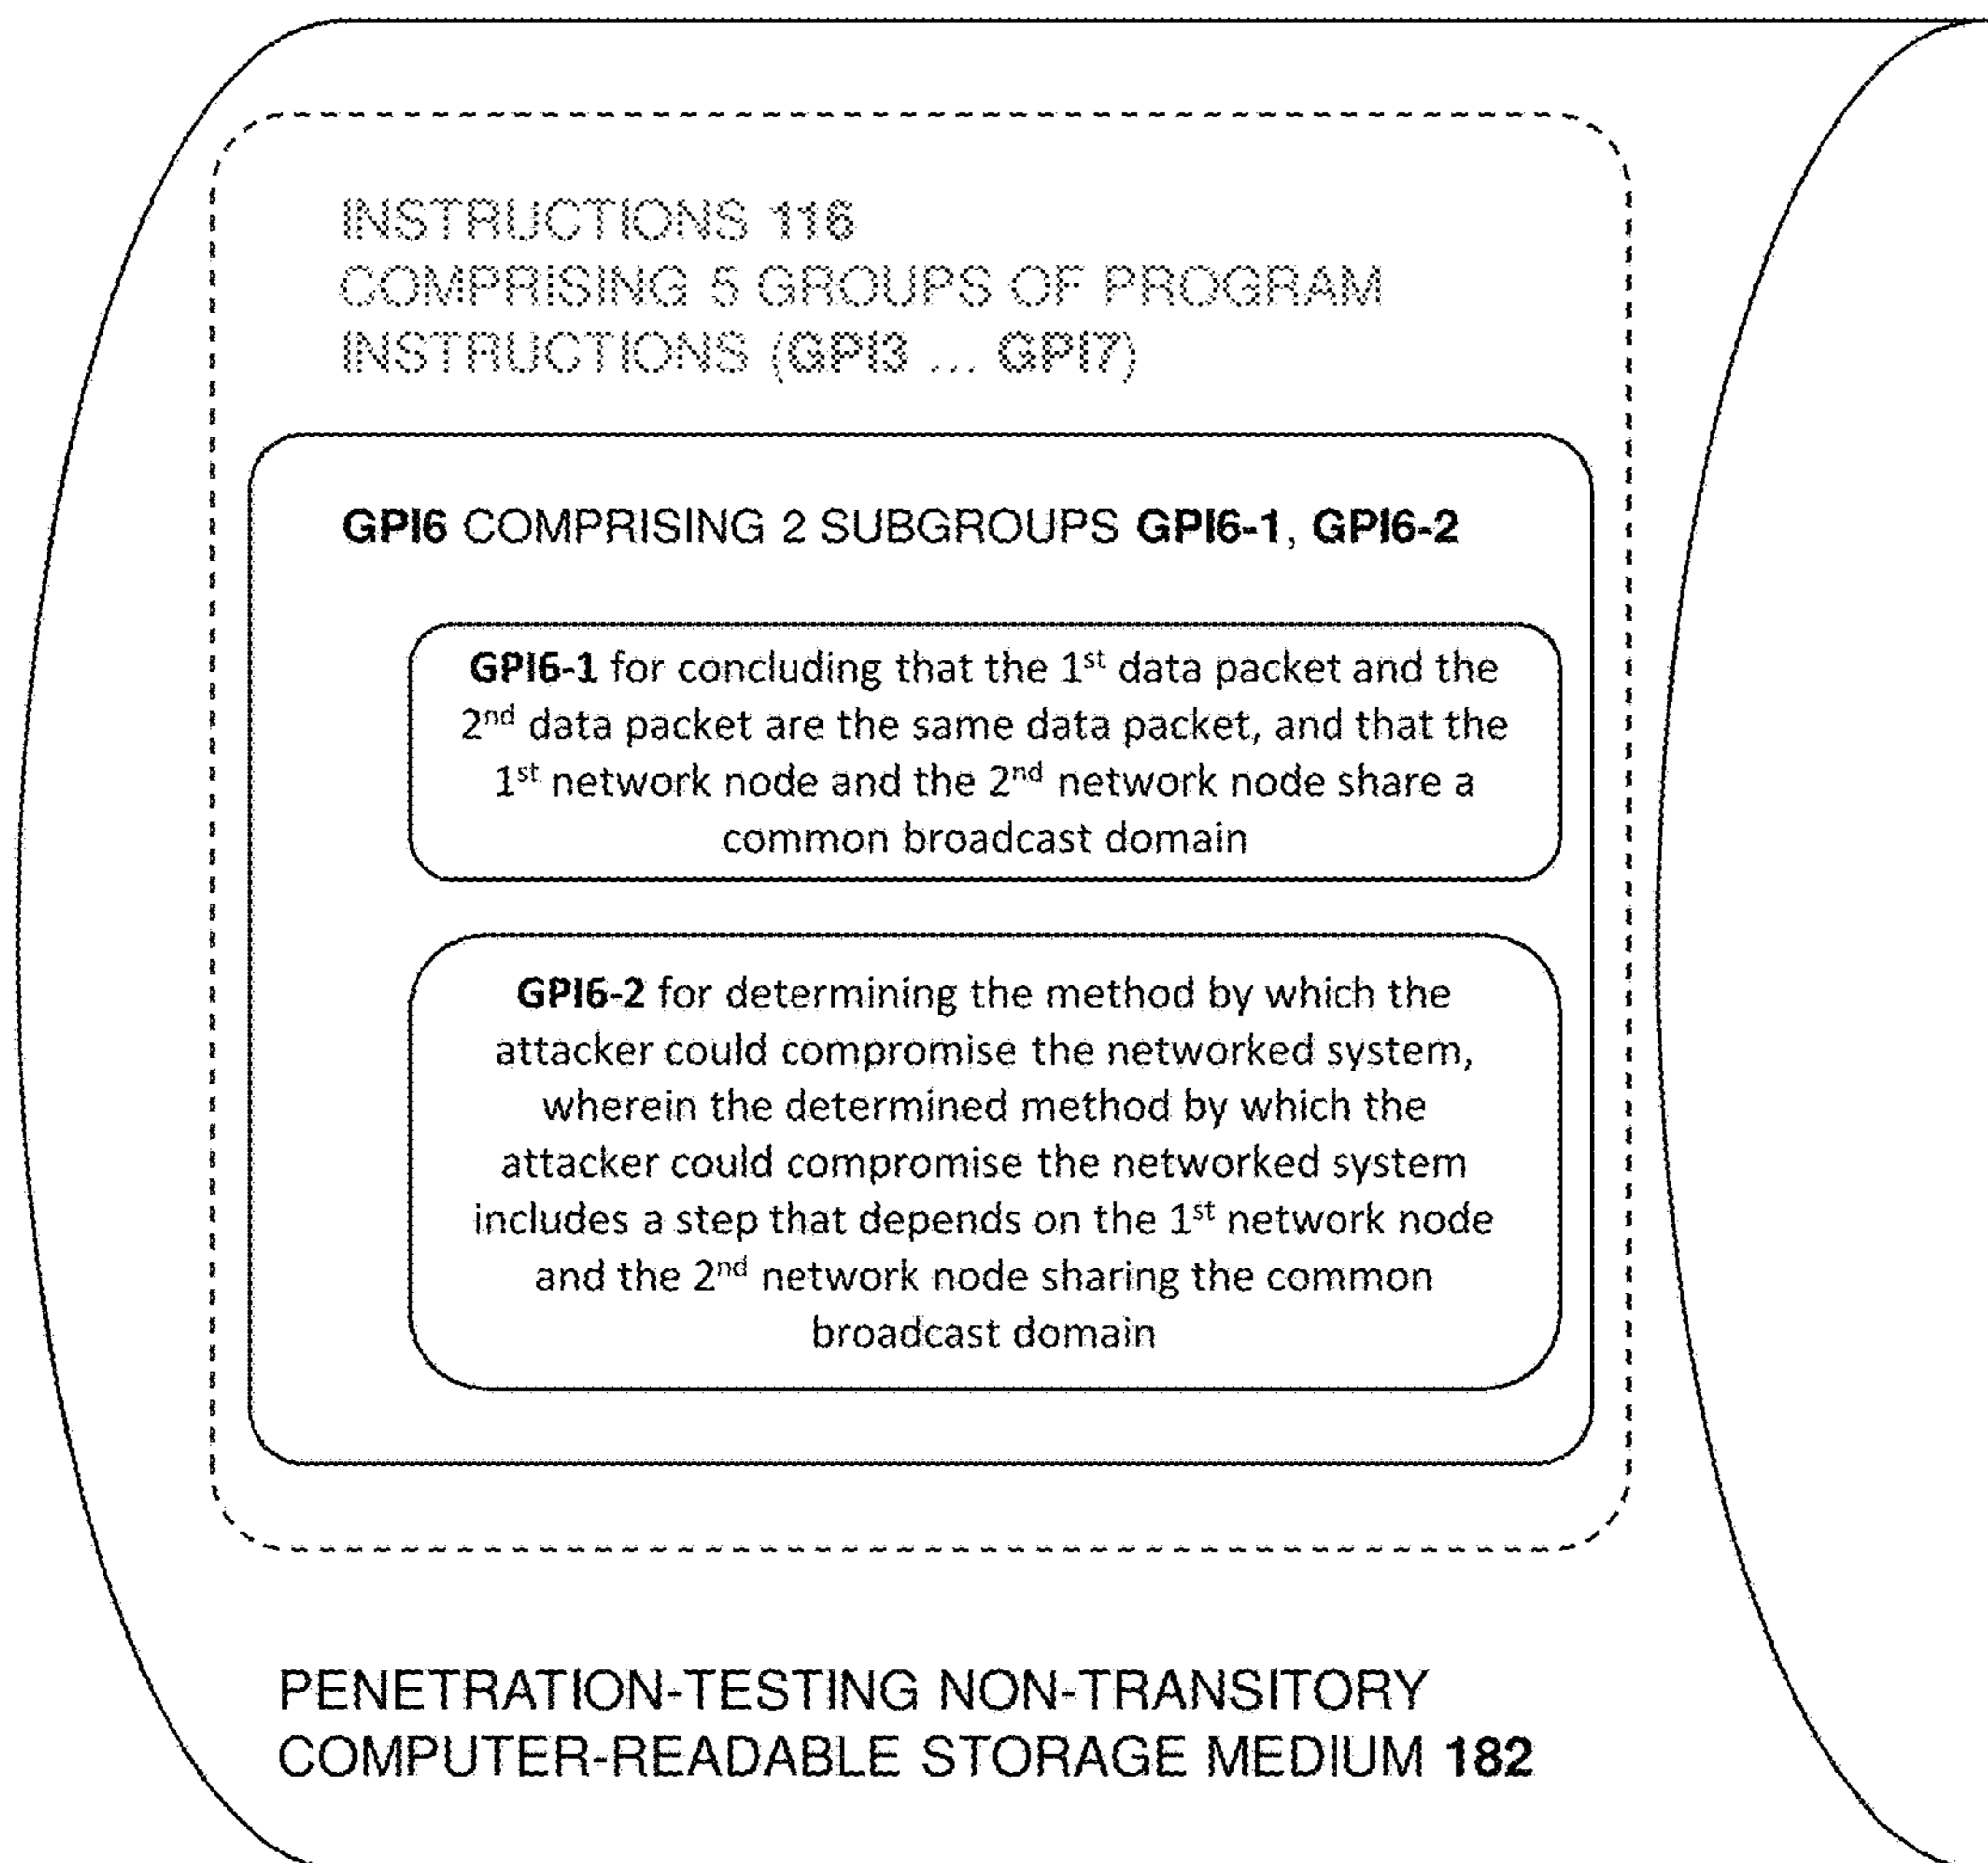 INSTRUCTIONS 116
COMPRISING 5 GROUPS OF PROGRAM
INSTRUCTIONS (GPI3 ... GPI7)
GPI6 COMPRISING 2 SUBGROUPS GPI6-1, GPI6-2
GPI6-1 for concluding that the 1st data packet and the
2nd data packet are the same data packet, and that the
1st network node and the 2nd network node share a
common broadcast domain
GPI6-2 for determining the method by which the
attacker could compromise the networked system,
wherein the determined method by which the
attacker could compromise the networked system
includes a step that depends on the 1st network node
and the 2nd network node sharing the common
broadcast domain
PENETRATION-TESTING NON-TRANSITORY
COMPUTER-READABLE STORAGE MEDIUM 182